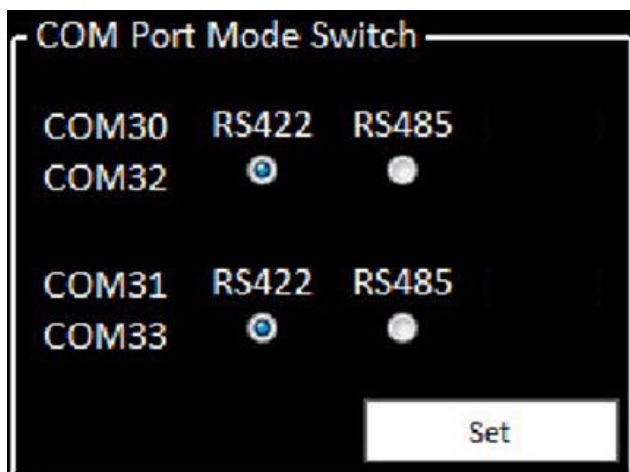 COM Port Mode Switch
COM30 RS422 RS485
COM32
COM31 RS422 RS485
COM33
Set